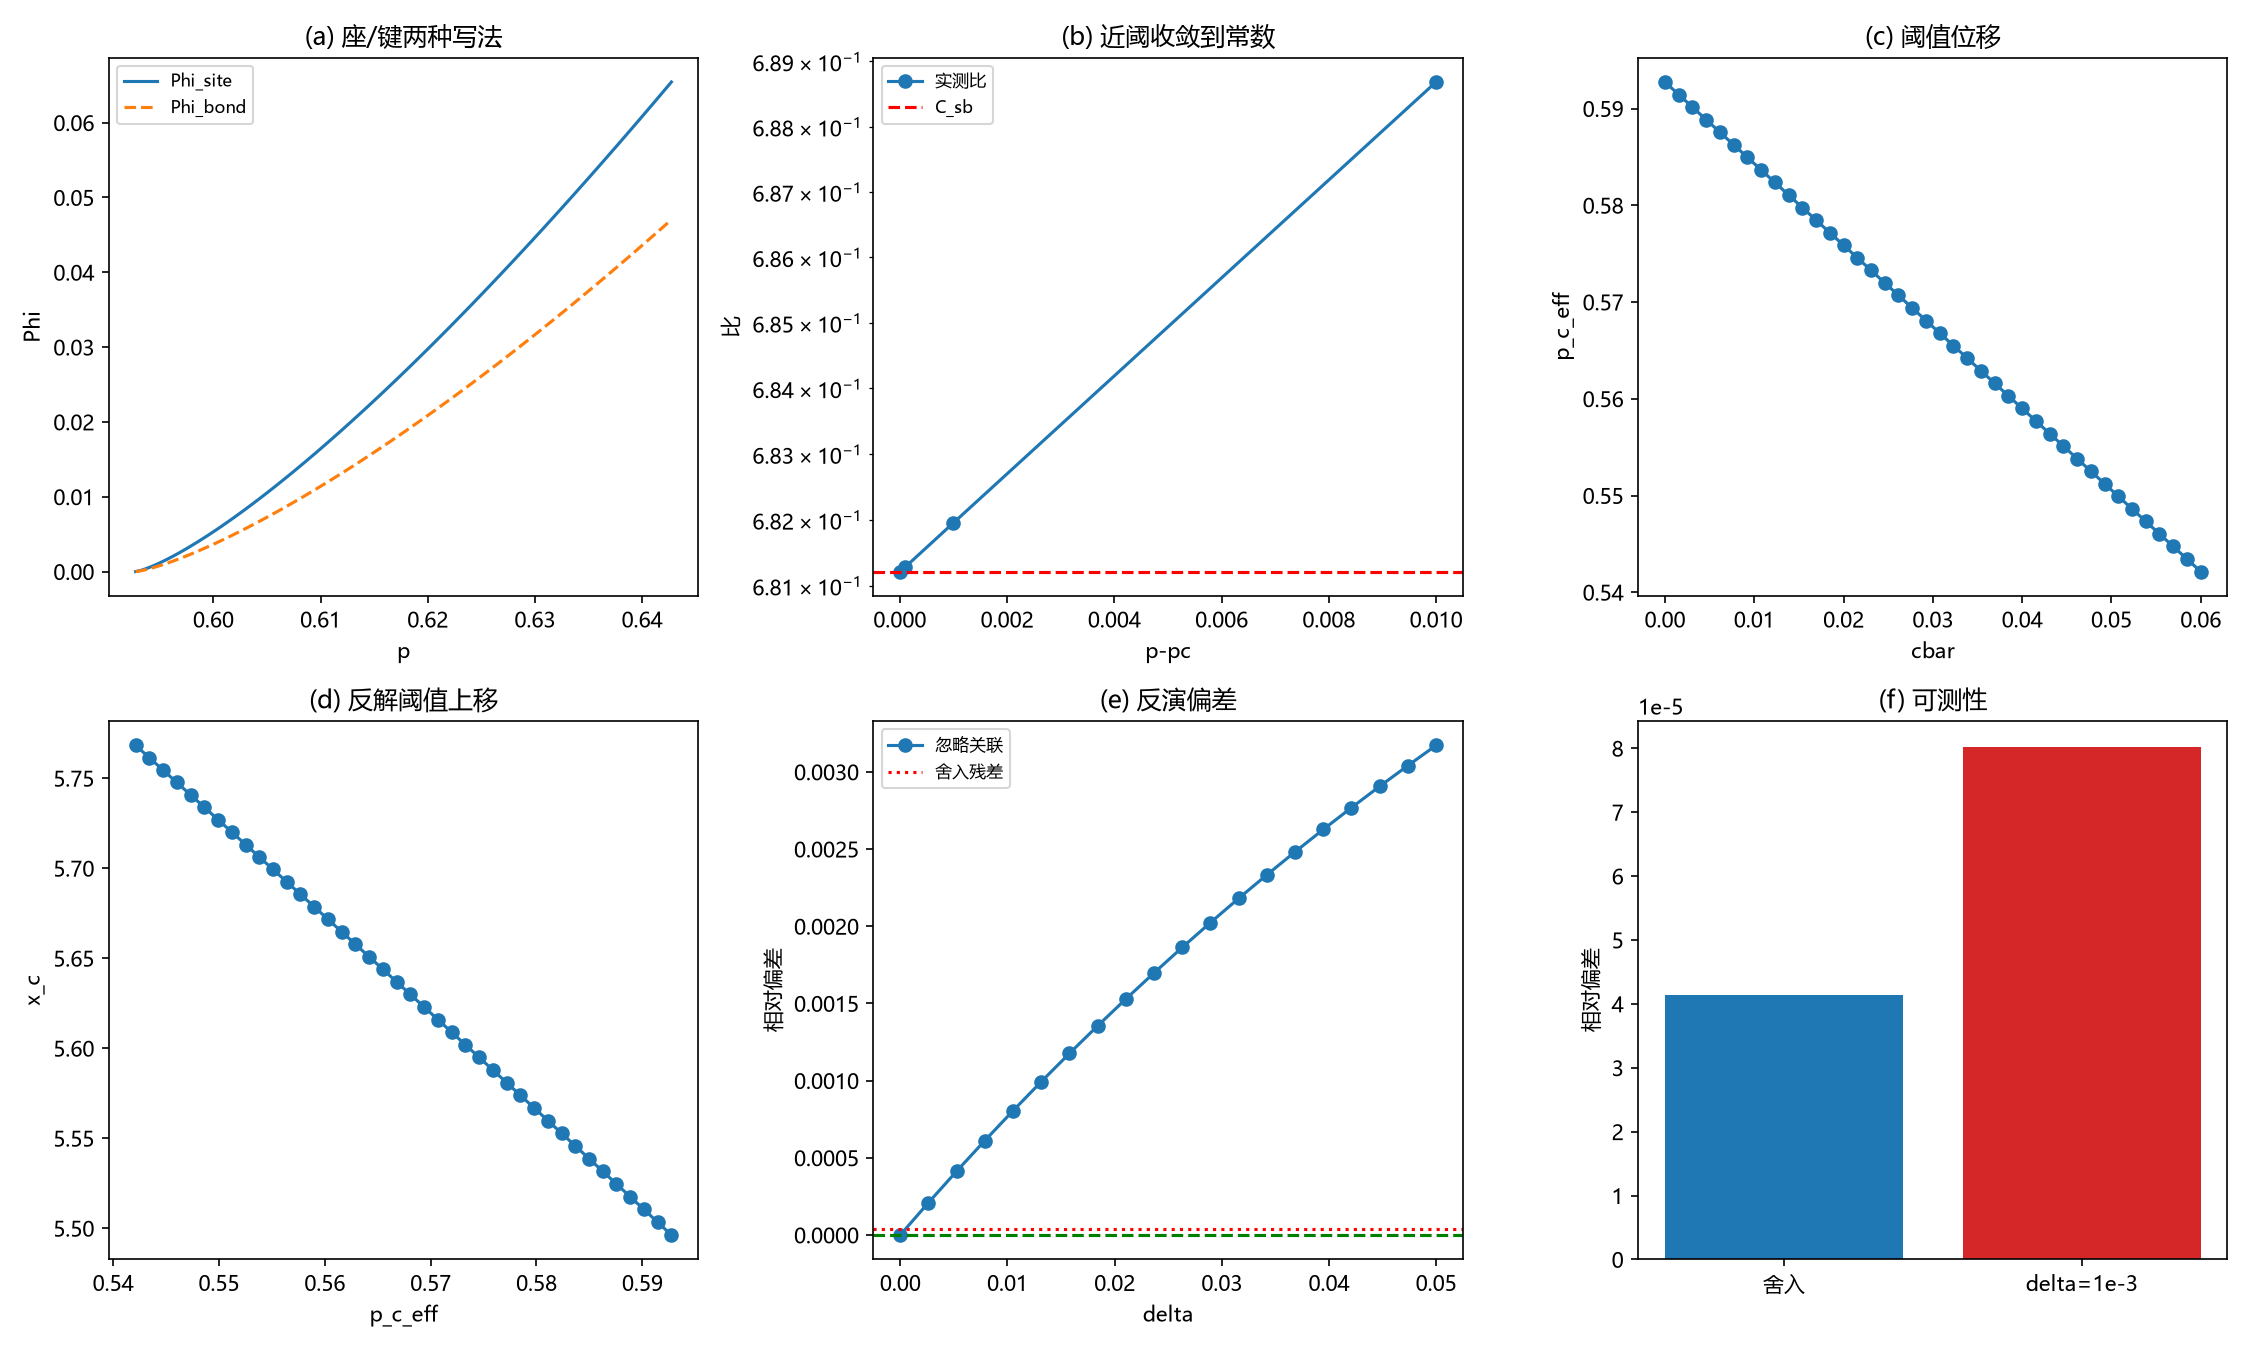 (a) 座/键两种写法
Phi_site
Phi_bond
0.06
0.05
0.04
0.03
0.02
0.01
0.00
Phi
0.60 0.61 0.62 0.63 0.64
p
(b) 近阈收敛到常数
实测比
C_sb
6.89 × 10⁻¹
6.88 × 10⁻¹
6.87 × 10⁻¹
6.86 × 10⁻¹
6.85 × 10⁻¹
6.84 × 10⁻¹
6.83 × 10⁻¹
6.82 × 10⁻¹
6.81 × 10⁻¹
比
0.000 0.002 0.004 0.006 0.008 0.010
p-pc
(c) 阈值位移
0.59
0.58
0.57
0.56
0.55
0.54
p_c_eff
0.00 0.01 0.02 0.03 0.04 0.05 0.06
cbar
(d) 反解阈值上移
5.75
5.70
5.65
5.60
5.55
5.50
x_c
0.54 0.55 0.56 0.57 0.58 0.59
p_c_eff
(e) 反演偏差
忽略关联
舍入残差
0.0030
0.0025
0.0020
0.0015
0.0010
0.0005
0.0000
相对偏差
0.00 0.01 0.02 0.03 0.04 0.05
delta
(f) 可测性
1e-5
8
7
6
5
4
3
2
1
0
相对偏差
舍入 delta=1e-3